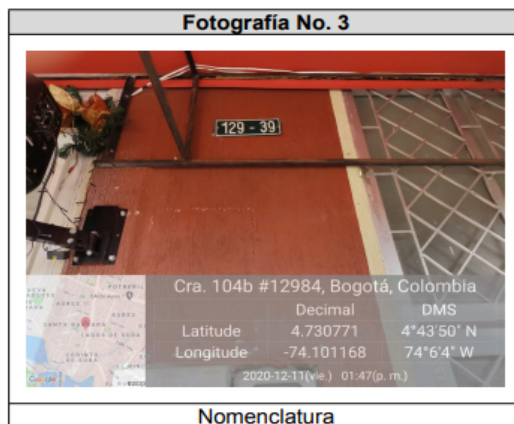 Fotografía No. 3
129 - 39
Cra. 104b #12984, Bogotá, Colombia
Decimal DMS
Latitude 4.730771 4°43'50" N
Longitude -74.101168 74°6'4" W
2020-12-11(vie.) 01:47(p. m.)
Google
Nomenclatura